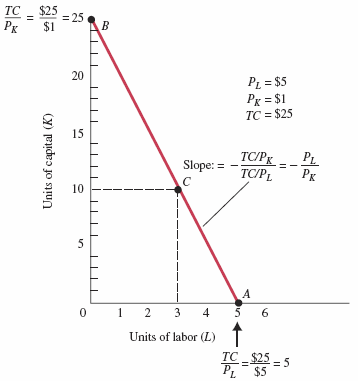 TC/P_K = $25/$1 = 25
B
20
P_L = $5
P_K = $1
TC = $25
15
Units of capital (K)
Slope: = − TC/P_K / TC/P_L = − P_L/P_K
C
10
5
A
0 1 2 3 4 5 6
Units of labor (L)
TC/P_L = $25/$5 = 5